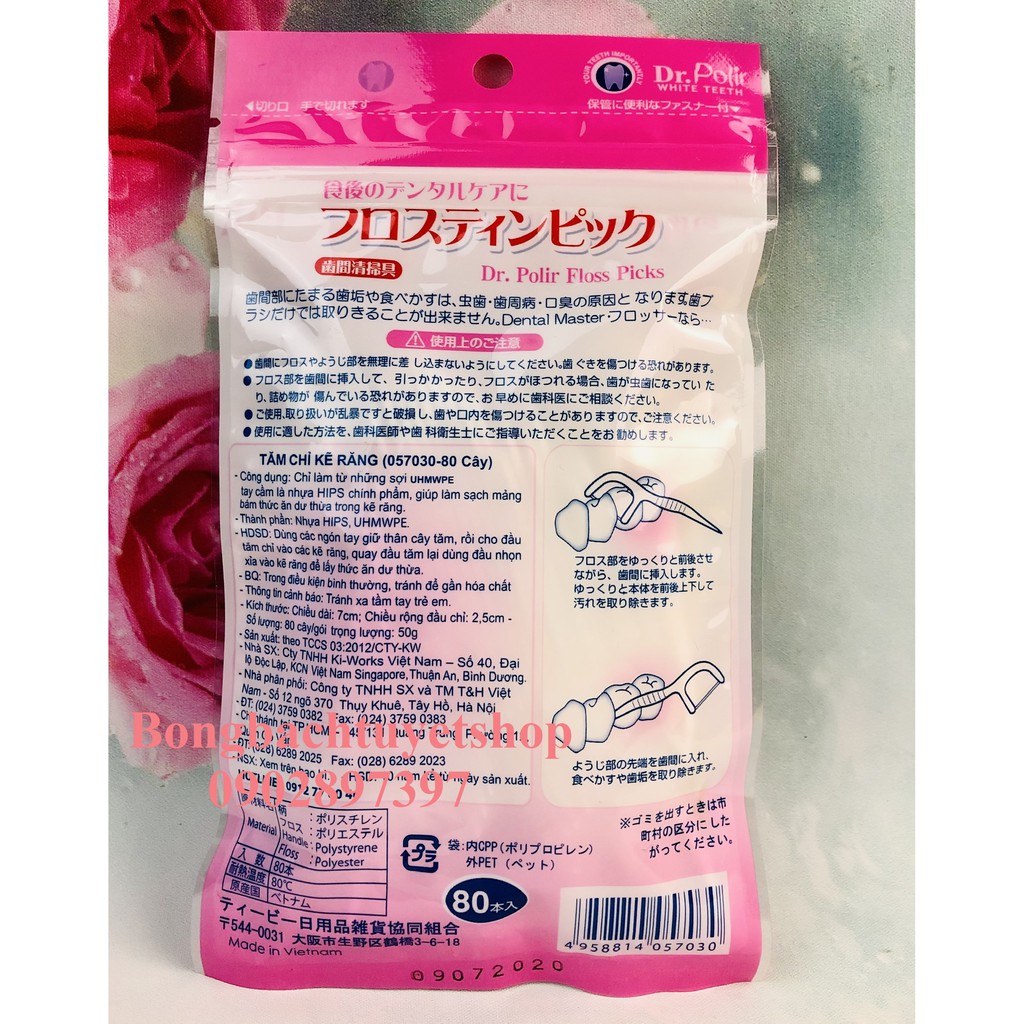 YOUR TEETH IMPORTANTLY
Dr.Polir
WHITE TEETH
◀切り口 手で切れます
保管に便利なファスナー付
食後のデンタルケアに
フロスティンピック
歯間清掃具
Dr. Polir Floss Picks
歯間部にたまる歯垢や食べかすは、虫歯・歯周病・口臭の原因と なります。歯ブ
ラシだけでは取りきることが出来ません。Dental Master・フロッサーなら…
使用上のご注意
●歯間にフロスやようじ部を無理に差 し込まないようにしてください。歯 ぐきを傷つける恐れがあります。
●フロス部を歯間に挿入して、引っかかったり、フロスがほつれる場合、歯が虫歯になってい た
り、詰め物が 傷んでいる恐れがありますので、お 早めに歯科医にご相談ください。
●ご使用、取り扱いが乱暴ですと破損し、歯や口内を傷つけることがありますので、ご注意ください。
●使用に適した方法を、歯科医師や歯 科衛生士にご指導いただくことをお 勧めします。
TĂM CHỈ KẼ RĂNG (057030-80 Cây)
- Công dụng: Chỉ làm từ những sợi UHMWPE
tay cầm là nhựa HIPS chính phẩm, giúp làm sạch mảng
bám thức ăn dư thừa trong kẽ răng.
- Thành phần: Nhựa HIPS, UHMWPE.
- HDSD: Dùng các ngón tay giữ thân cây tăm, rồi cho đầu
tăm chỉ vào các kẽ răng, quay đầu tăm lại dùng đầu nhọn
xỉa vào kẽ răng để lấy thức ăn dư thừa.
- BQ: Trong điều kiện bình thường, tránh để gần hóa chất
- Thông tin cảnh báo: Tránh xa tầm tay trẻ em.
- Kích thước: Chiều dài: 7cm; Chiều rộng đầu chỉ: 2,5cm -
Số lượng: 80 cây/gói trọng lượng: 50g
- Sản xuất: theo TCCS 03:2012/CTY-KW
- Nhà SX: Cty TNHH Ki-Works Việt Nam – Số 40, Đại
lộ Độc Lập, KCN Việt Nam Singapore,Thuận An, Bình Dương.
- Nhà phân phối: Công ty TNHH SX và TM T&H Việt
Nam - Số 12 ngõ 370 Thụy Khuê, Tây Hồ, Hà Nội
- ĐT: (024) 3759 0382 Fax: (024) 3759 0383
- Chi nhánh tại TP HCM: Quang Trung, Phường
Bongbachtuyetshop
ĐT: (028) 6289 2025 Fax: (028) 6289 2023
NSX: Xem trên bao bì. HSD: năm kể từ ngày sản xuất.
0902897397
フロス部をゆっくりと前後させ
ながら、歯間に挿入します。
ゆっくりと本体を前後上下して
汚れを取り除きます。
ようじ部の先端を歯間に入れ、
食べかすや歯垢を取り除きます。
※ゴミを出すときは市
町村の区分にした
がってください。
Material
柄 :ポリスチレン
フロス :ポリエステル
Handle : Polystyrene
Floss : Polyester
入 数 80本
耐熱温度 80℃
原産国 ベトナム
プラ
袋:内CPP(ポリプロピレン)
外PET (ペット)
80本入
ティービー日用品雑貨協同組合
〒544-0031 大阪市生野区鶴橋3-6-18
Made in Vietnam
4 958814 057030
09072020